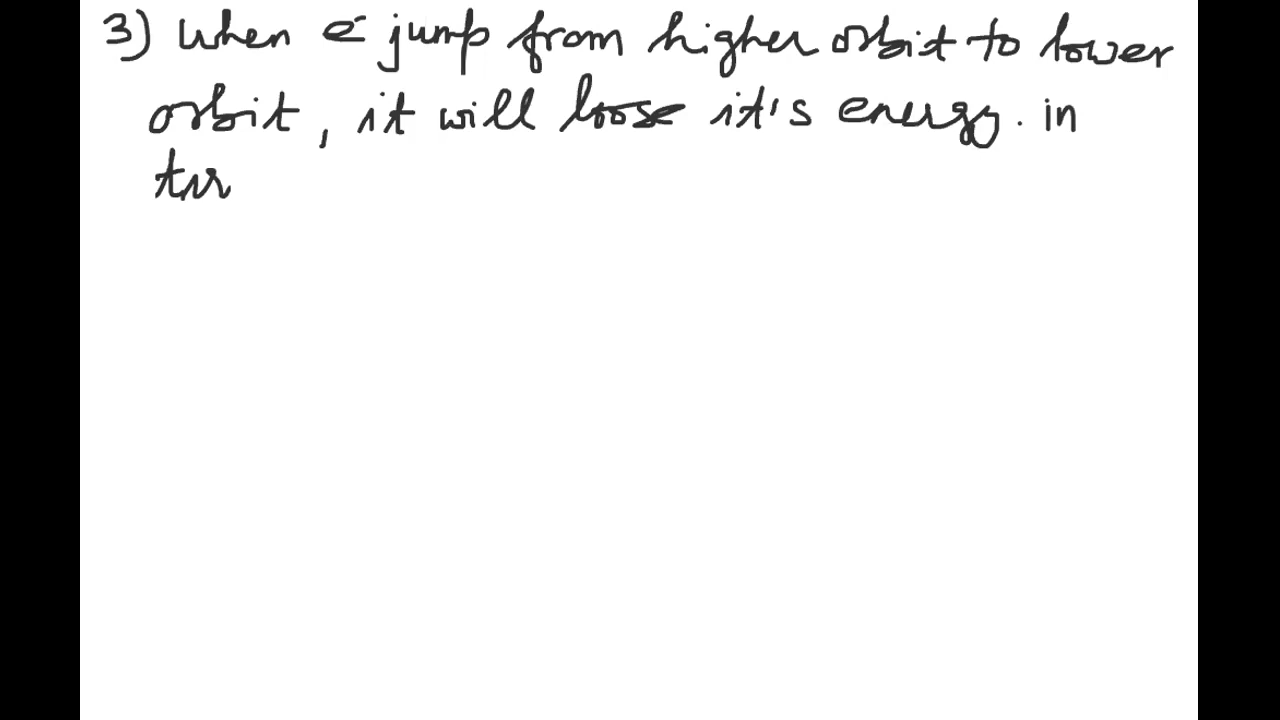 3) When e⁻ jump from higher orbit to lower
orbit, it will loose it's energy. in